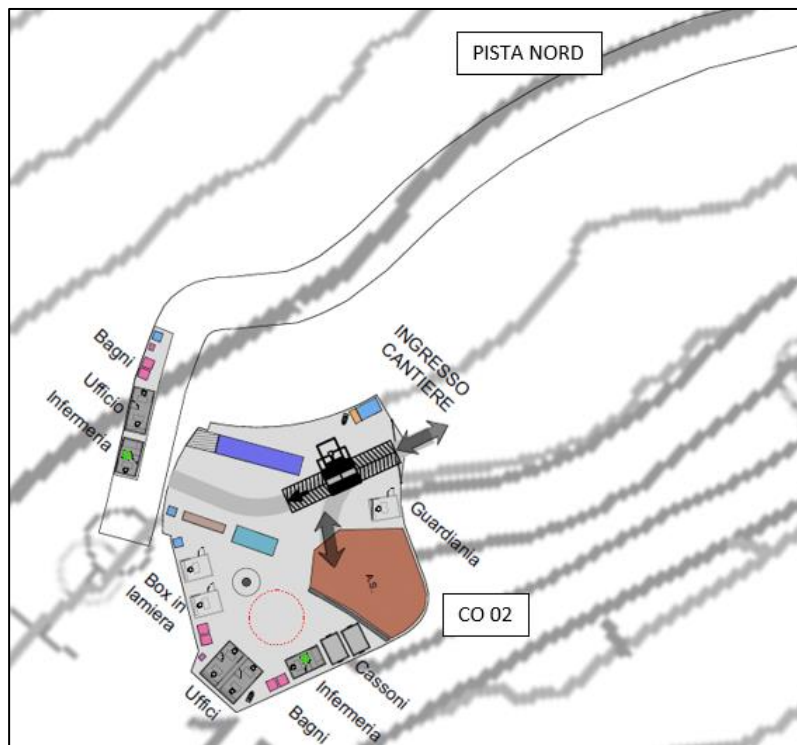 PISTA NORD
INGRESSO
CANTIERE
Bagni
Ufficio
Infermeria
Guardiania
A.S.
Box in
lamiera
CO 02
Cassoni
Infermeria
Bagni
Uffici